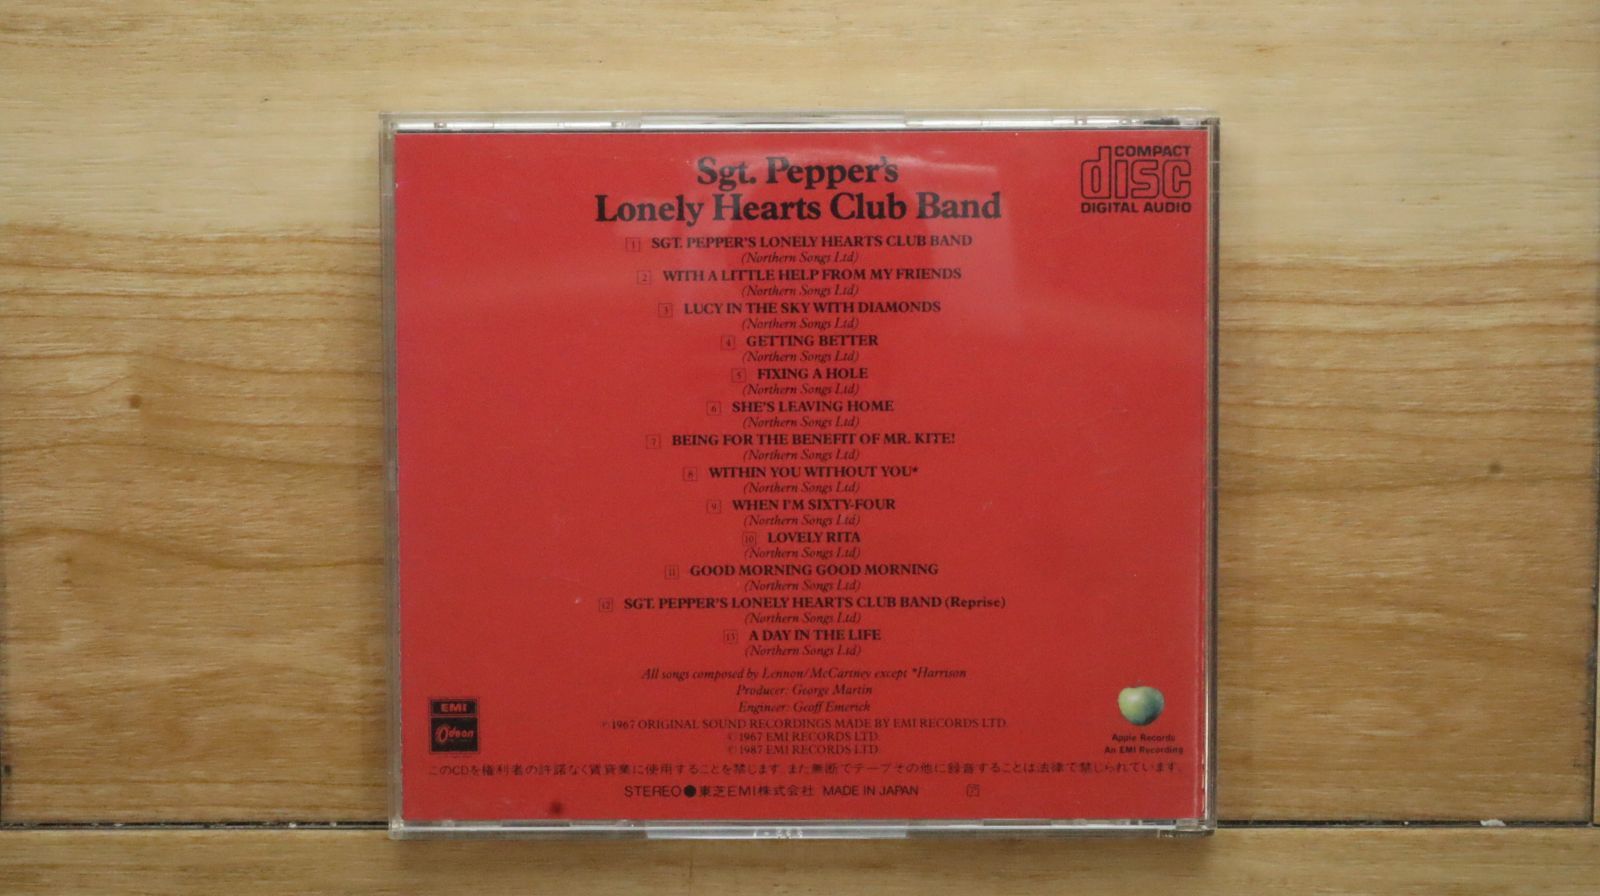 Sgt. Pepper's
Lonely Hearts Club Band
COMPACT
disc
DIGITAL AUDIO
1 SGT. PEPPER'S LONELY HEARTS CLUB BAND
(Northern Songs Ltd)
2 WITH A LITTLE HELP FROM MY FRIENDS
(Northern Songs Ltd)
3 LUCY IN THE SKY WITH DIAMONDS
(Northern Songs Ltd)
4 GETTING BETTER
(Northern Songs Ltd)
5 FIXING A HOLE
(Northern Songs Ltd)
6 SHE'S LEAVING HOME
(Northern Songs Ltd)
7 BEING FOR THE BENEFIT OF MR. KITE!
(Northern Songs Ltd)
8 WITHIN YOU WITHOUT YOU*
(Northern Songs Ltd)
9 WHEN I'M SIXTY-FOUR
(Northern Songs Ltd)
10 LOVELY RITA
(Northern Songs Ltd)
11 GOOD MORNING GOOD MORNING
(Northern Songs Ltd)
12 SGT. PEPPER'S LONELY HEARTS CLUB BAND (Reprise)
(Northern Songs Ltd)
13 A DAY IN THE LIFE
(Northern Songs Ltd)
All songs composed by Lennon/McCartney except *Harrison
Producer: George Martin
Engineer: Geoff Emerick
℗ 1967 ORIGINAL SOUND RECORDINGS MADE BY EMI RECORDS LTD.
© 1967 EMI RECORDS LTD.
© 1987 EMI RECORDS LTD.
EMI
Odeon
Apple Records
An EMI Recording
このCDを権利者の許諾なく賃貸業に使用することを禁じます。また無断でテープその他に録音することは法律で禁じられています。
STEREO●東芝EMI株式会社 MADE IN JAPAN